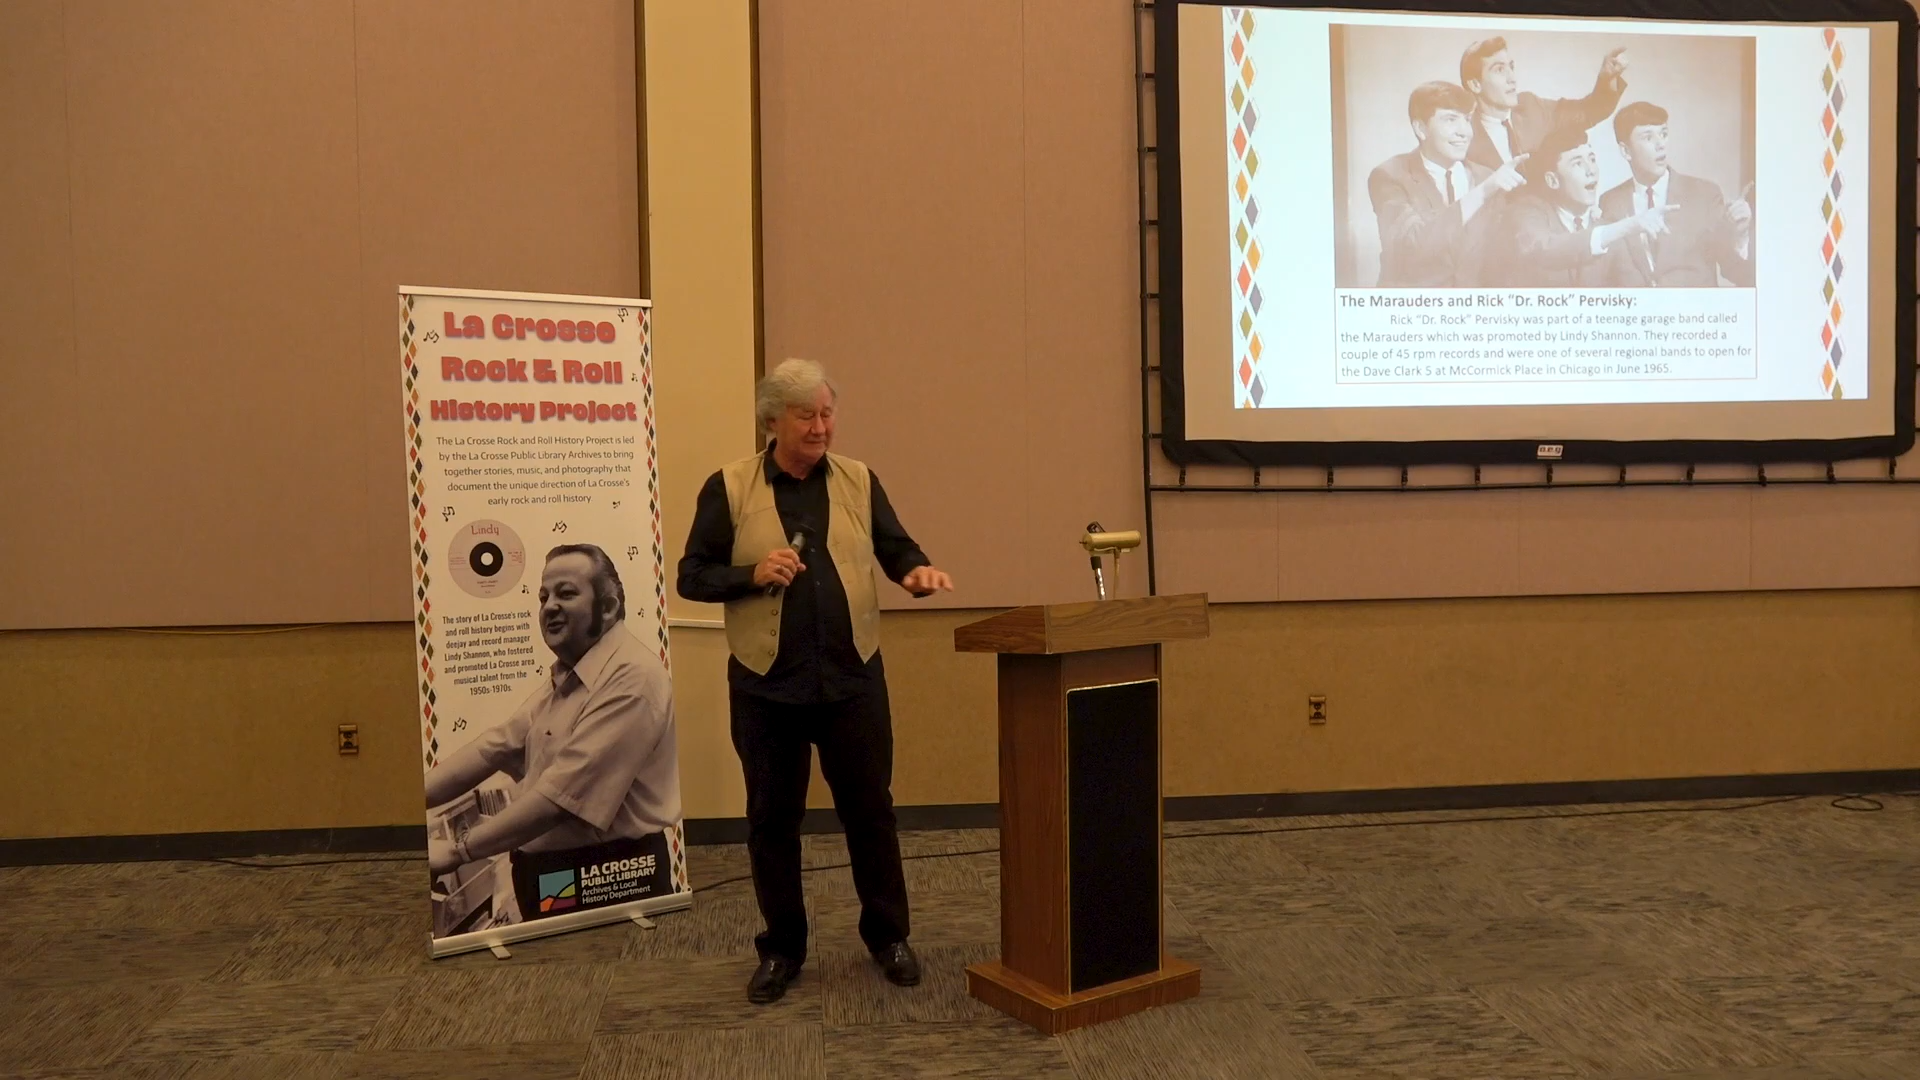 La Crosse
Rock & Roll
History Project
The La Crosse Rock and Roll History Project is led
by the La Crosse Public Library Archives to bring
together stories, music, and photography that
document the unique direction of La Crosse's
early rock and roll history
Lindy
The story of La Crosse's rock
and roll history begins with
deejay and record manager
Lindy Shannon, who fostered
and promoted La Crosse area
musical talent from the
1950s-1970s.
LA CROSSE
PUBLIC LIBRARY
Archives & Local
History Department
The Marauders and Rick "Dr. Rock" Pervisky:
Rick "Dr. Rock" Pervisky was part of a teenage garage band called
the Marauders which was promoted by Lindy Shannon. They recorded a
couple of 45 rpm records and were one of several regional bands to open for
the Dave Clark 5 at McCormick Place in Chicago in June 1965.